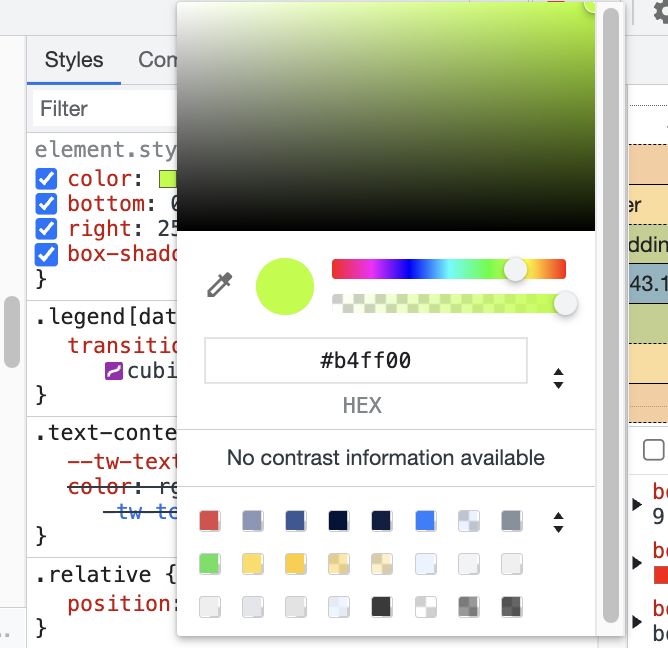 Styles
Com
Filter
element.sty
color:
bottom: 0
right: 25
box-shado
}
.legend[dat
transitio
cubi
}
.text-conte
--tw-text
color: rg
tw-te
}
.relative {
position:
}
#b4ff00
HEX
No contrast information available
er
ddin
43.1
bo
9
bo
bo
bo